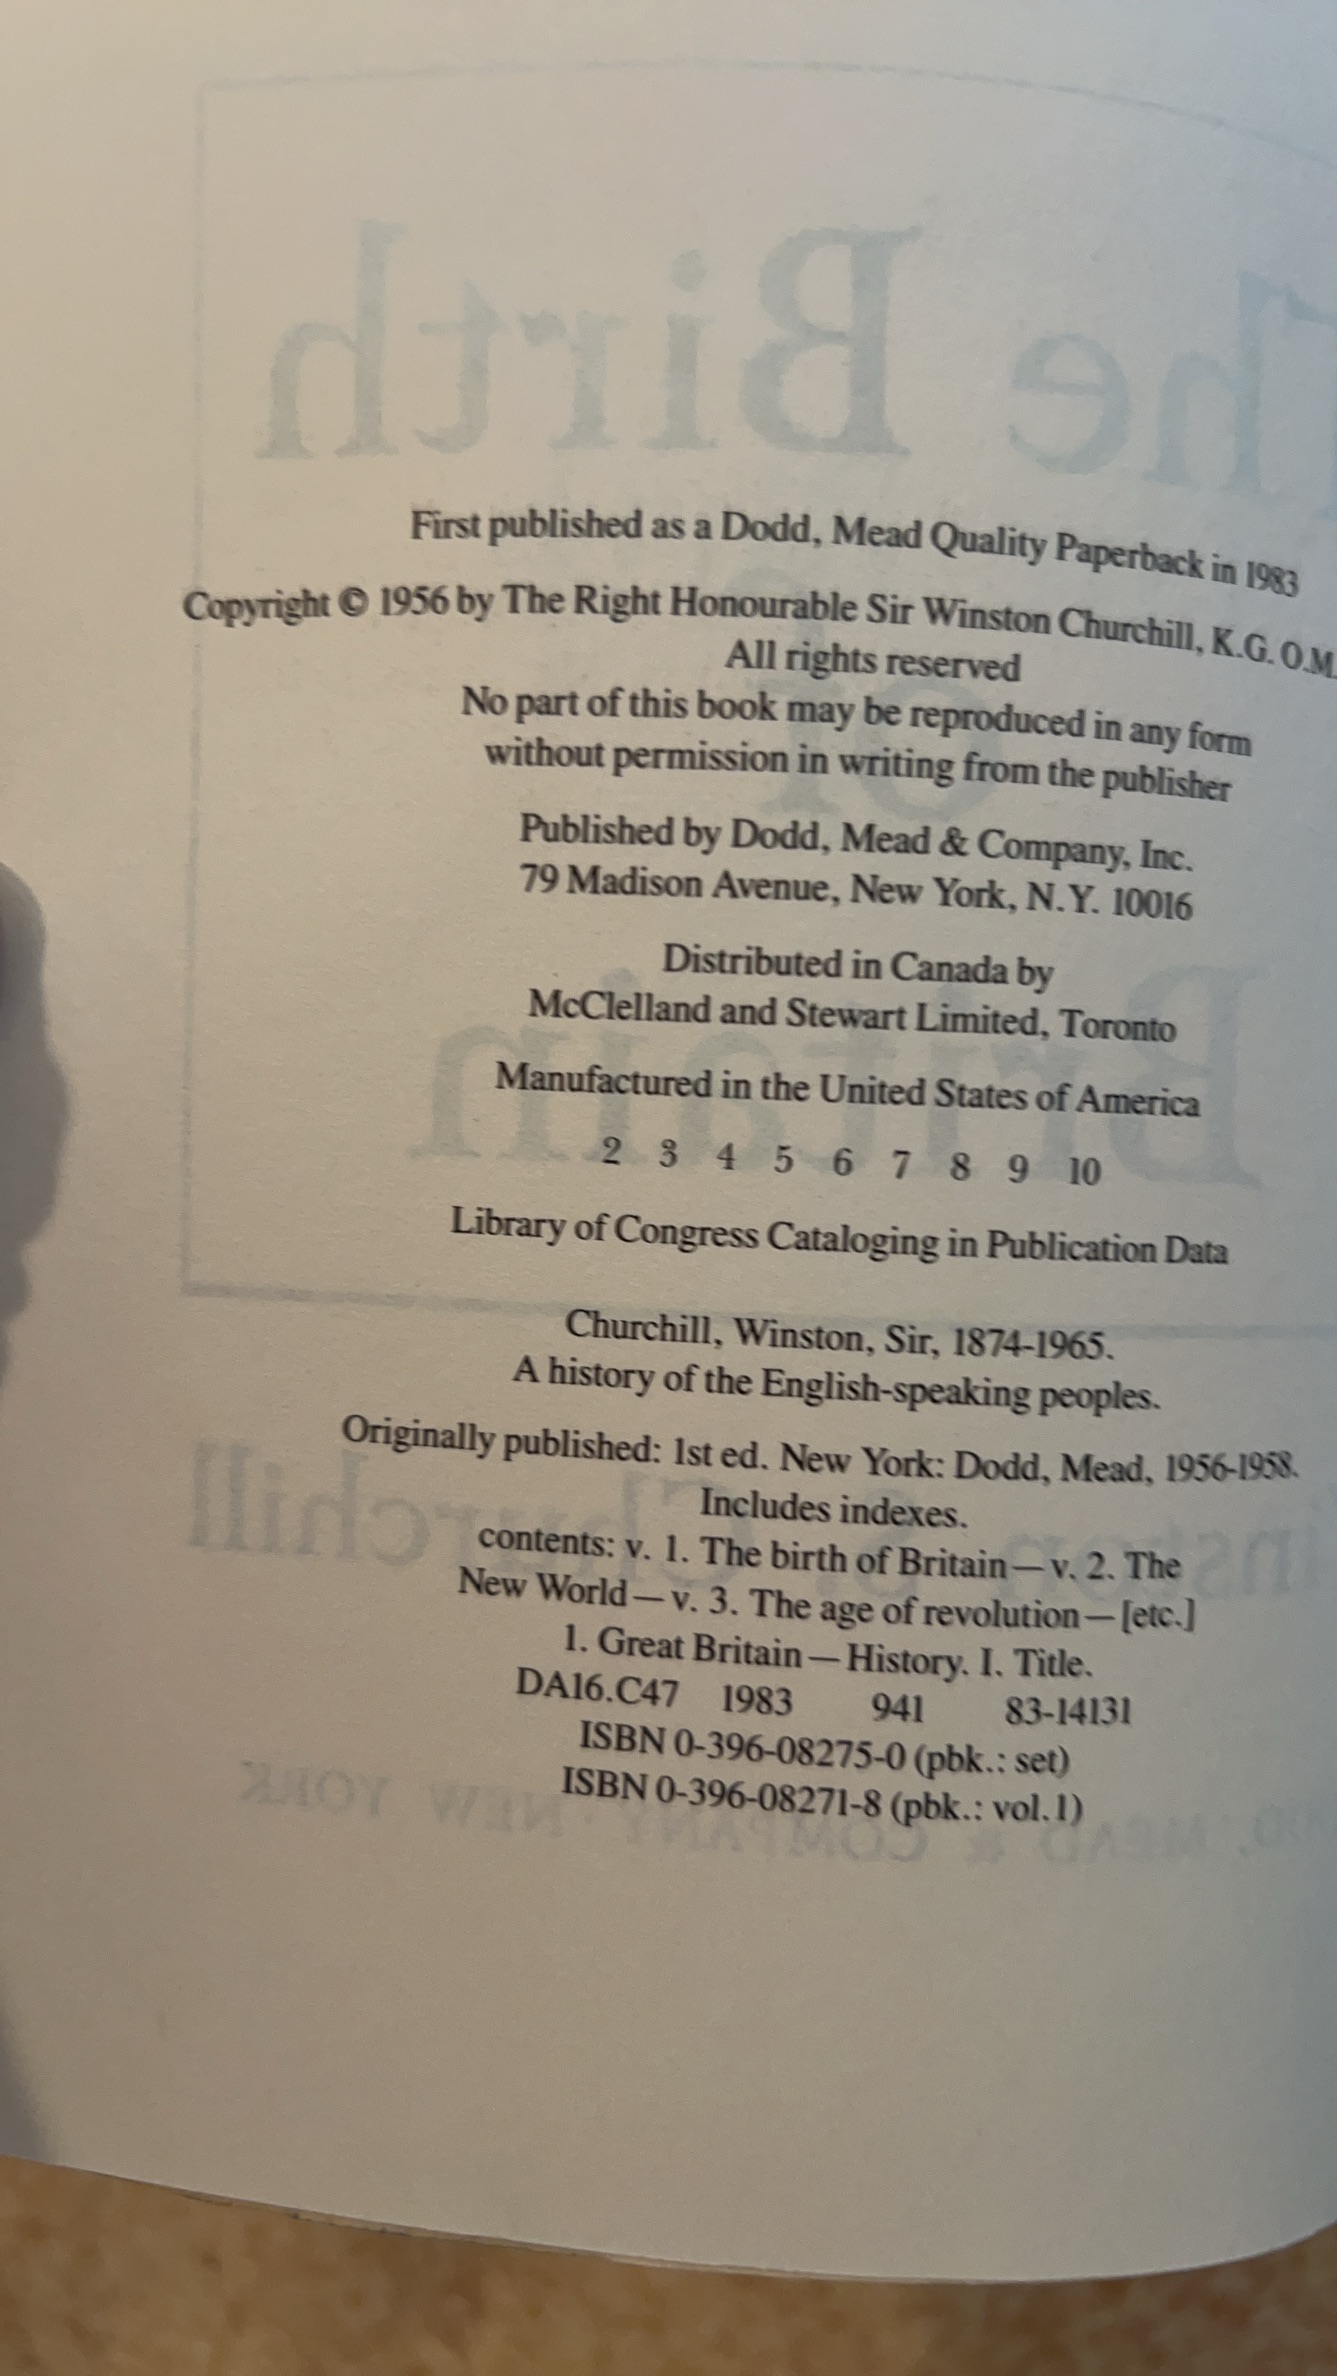 First published as a Dodd, Mead Quality Paperback in 1983
Copyright © 1956 by The Right Honourable Sir Winston Churchill, K.G. O.M.
All rights reserved
No part of this book may be reproduced in any form
without permission in writing from the publisher
Published by Dodd, Mead & Company, Inc.
79 Madison Avenue, New York, N.Y. 10016
Distributed in Canada by
McClelland and Stewart Limited, Toronto
Manufactured in the United States of America
2 3 4 5 6 7 8 9 10
Library of Congress Cataloging in Publication Data
Churchill, Winston, Sir, 1874-1965.
A history of the English-speaking peoples.
Originally published: 1st ed. New York: Dodd, Mead, 1956-1958.
Includes indexes.
contents: v. 1. The birth of Britain—v. 2. The
New World—v. 3. The age of revolution—[etc.]
1. Great Britain—History. I. Title.
DA16.C47 1983 941 83-14131
ISBN 0-396-08275-0 (pbk.: set)
ISBN 0-396-08271-8 (pbk.: vol.1)